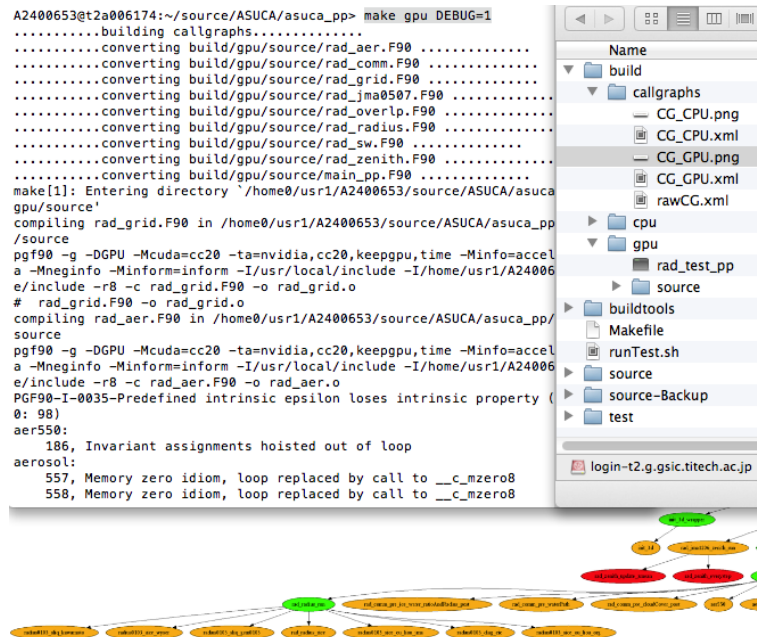 A2400653@t2a006174:~/source/ASUCA/asuca_pp> make gpu DEBUG=1
...........building callgraphs..............
...........converting build/gpu/source/rad_aer.F90 ..............
...........converting build/gpu/source/rad_comm.F90 ..............
...........converting build/gpu/source/rad_grid.F90 ..............
...........converting build/gpu/source/rad_jma0507.F90 ..............
...........converting build/gpu/source/rad_overlp.F90 ..............
...........converting build/gpu/source/rad_radius.F90 ..............
...........converting build/gpu/source/rad_sw.F90 ..............
...........converting build/gpu/source/rad_zenith.F90 ..............
...........converting build/gpu/source/main_pp.F90 ..............
make[1]: Entering directory `/home0/usr1/A2400653/source/ASUCA/asuca
gpu/source'
compiling rad_grid.F90 in /home0/usr1/A2400653/source/ASUCA/asuca_pp
/source
pgf90 -g -DGPU -Mcuda=cc20 -ta=nvidia,cc20,keepgpu,time -Minfo=accel
a -Mneginfo -Minform=inform -I/usr/local/include -I/home/usr1/A24006
e/include -r8 -c rad_grid.F90 -o rad_grid.o
#  rad_grid.F90 -o rad_grid.o
compiling rad_aer.F90 in /home0/usr1/A2400653/source/ASUCA/asuca_pp/
source
pgf90 -g -DGPU -Mcuda=cc20 -ta=nvidia,cc20,keepgpu,time -Minfo=accel
a -Mneginfo -Minform=inform -I/usr/local/include -I/home/usr1/A24006
e/include -r8 -c rad_aer.F90 -o rad_aer.o
PGF90-I-0035-Predefined intrinsic epsilon loses intrinsic property (
0: 98)
aer550:
    186, Invariant assignments hoisted out of loop
aerosol:
    557, Memory zero idiom, loop replaced by call to __c_mzero8
    558, Memory zero idiom, loop replaced by call to __c_mzero8
Name
build
callgraphs
CG_CPU.png
CG_CPU.xml
CG_GPU.png
CG_GPU.xml
rawCG.xml
cpu
gpu
rad_test_pp
source
buildtools
Makefile
runTest.sh
source
source-Backup
test
login-t2.g.gsic.titech.ac.jp